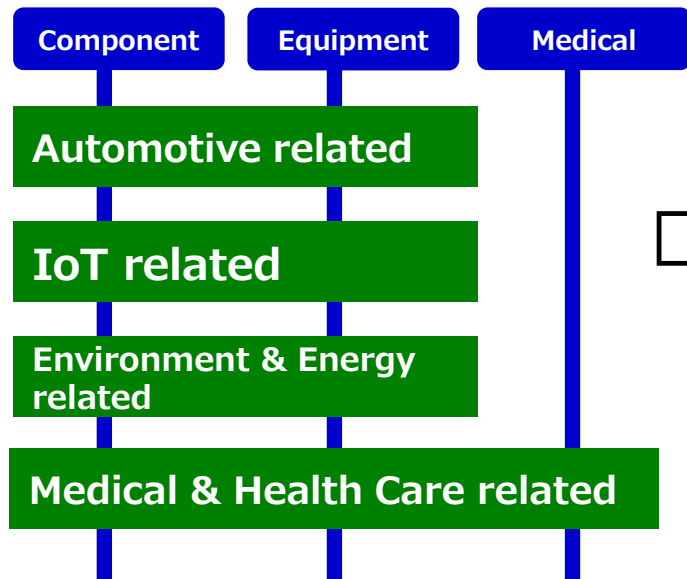 Component
Equipment
Medical
Automotive related
IoT related
Environment & Energy
related
Medical & Health Care related